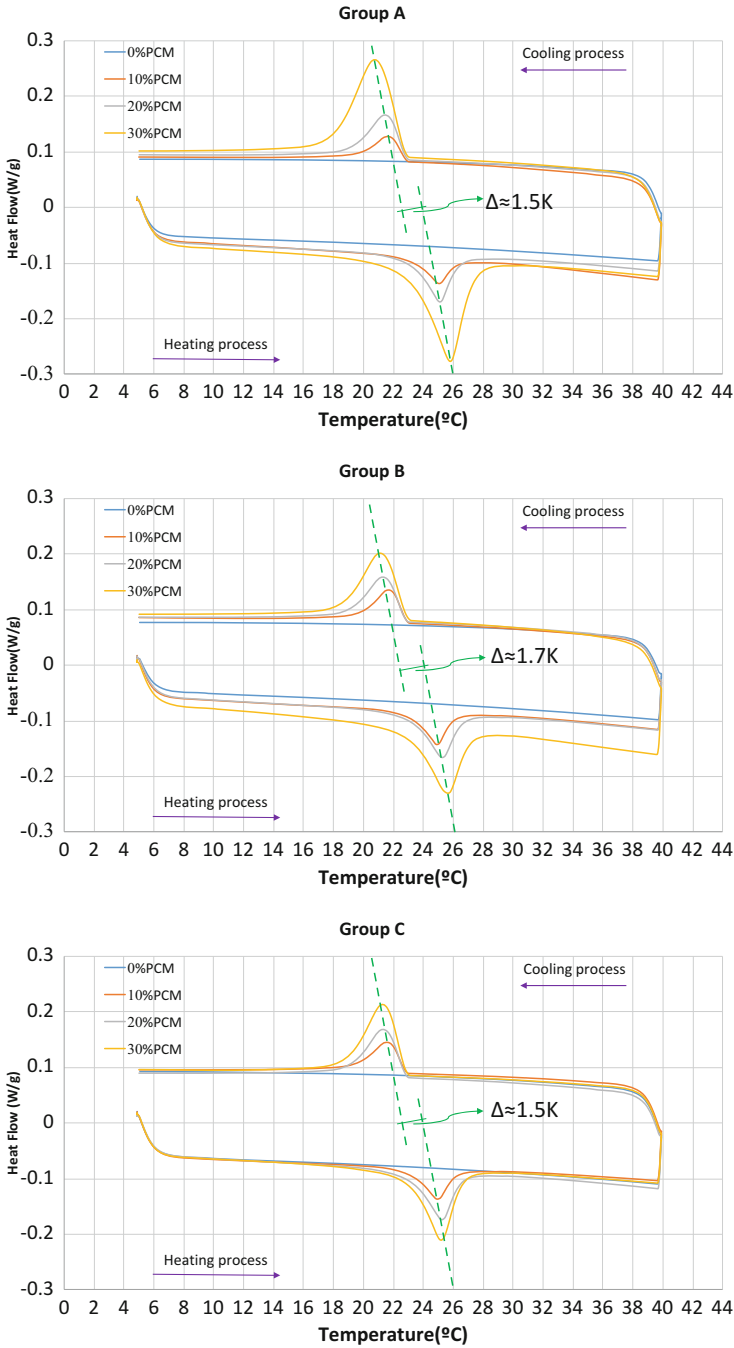 Group A
0%PCM
10%PCM
20%PCM
30%PCM
Cooling process
Δ≈1.5K
Heating process
Heat Flow(W/g)
0.3
0.2
0.1
0
-0.1
-0.2
-0.3
0 2 4 6 8 10 12 14 16 18 20 22 24 26 28 30 32 34 36 38 40 42 44
Temperature(ºC)
Group B
0%PCM
10%PCM
20%PCM
30%PCM
Cooling process
Δ≈1.7K
Heating process
Heat Flow(W/g)
0.3
0.2
0.1
0
-0.1
-0.2
-0.3
0 2 4 6 8 10 12 14 16 18 20 22 24 26 28 30 32 34 36 38 40 42 44
Temperature(ºC)
Group C
0%PCM
10%PCM
20%PCM
30%PCM
Cooling process
Δ≈1.5K
Heating process
Heat Flow (W/g)
0.3
0.2
0.1
0
-0.1
-0.2
-0.3
0 2 4 6 8 10 12 14 16 18 20 22 24 26 28 30 32 34 36 38 40 42 44
Temperature(ºC)